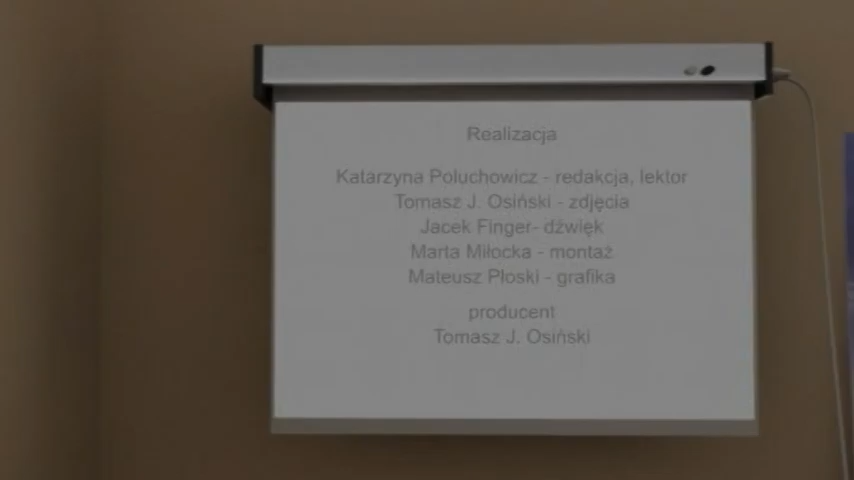 Realizacja
Katarzyna Poluchowicz - redakcja, lektor
Tomasz J. Osiński - zdjęcia
Jacek Finger- dźwięk
Marta Miłocka - montaż
Mateusz Płoski - grafika
producent
Tomasz J. Osiński